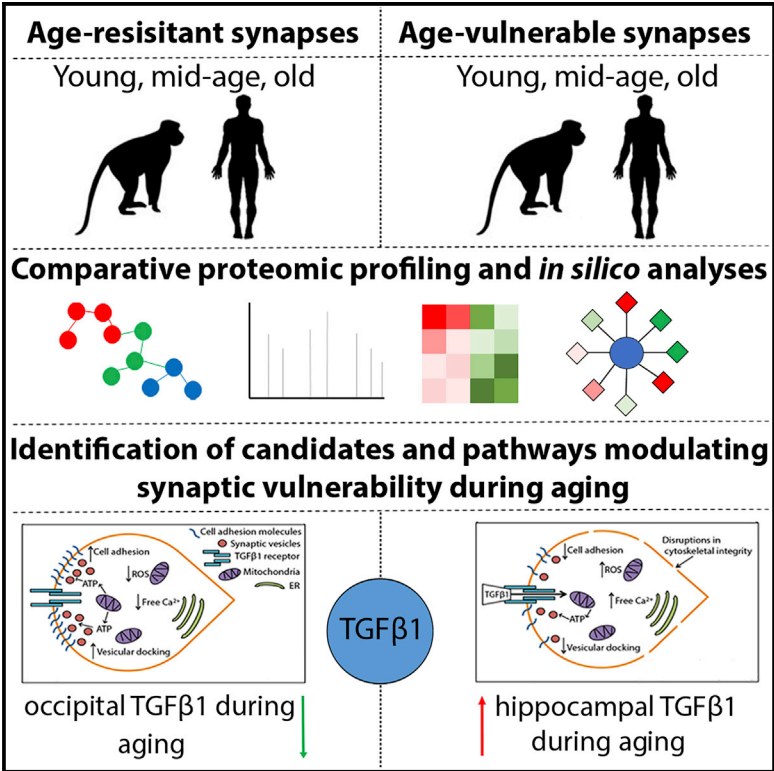 Age-resisitant synapses
Age-vulnerable synapses
Young, mid-age, old
Young, mid-age, old
Comparative proteomic profiling and in silico analyses
Identification of candidates and pathways modulating
synaptic vulnerability during aging
Cell adhesion molecules
Synaptic vesicles
TGFβ1 receptor
Mitochondria
ER
↑Cell adhesion
↓ROS
ATP
↓Free Ca²⁺
ATP
↑Vesicular docking
TGFβ1
↓Cell adhesion
Disruptions in
cytoskeletal integrity
↑ROS
TGFβ1
↑Free Ca²⁺
ATP
↓Vesicular docking
occipital TGFβ1 during
aging
hippocampal TGFβ1
during aging